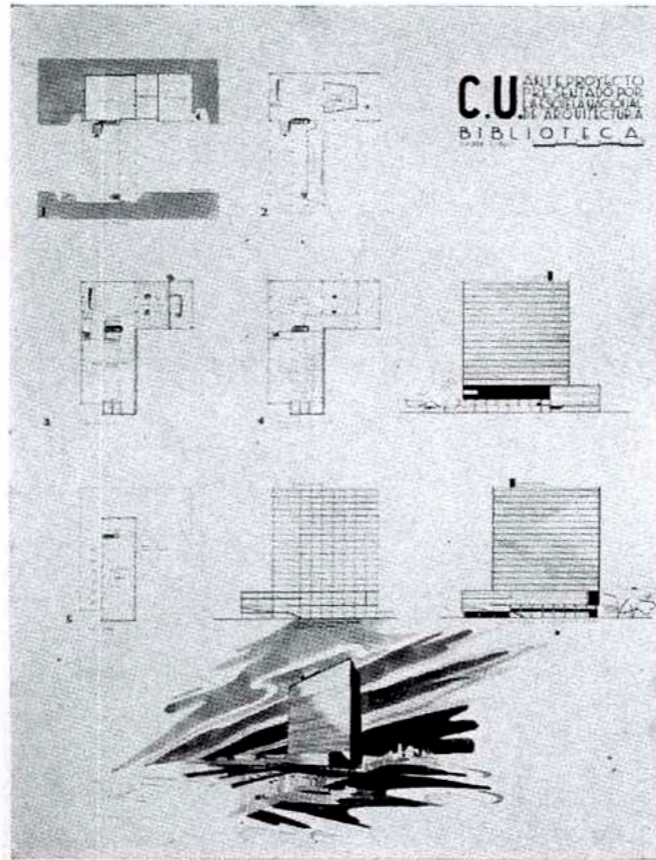 C.U.
ANTEPROYECTO
PRESENTADO POR
LA ESCUELA NACIONAL
DE ARQUITECTURA
BIBLIOTECA
1
2
3
4
5